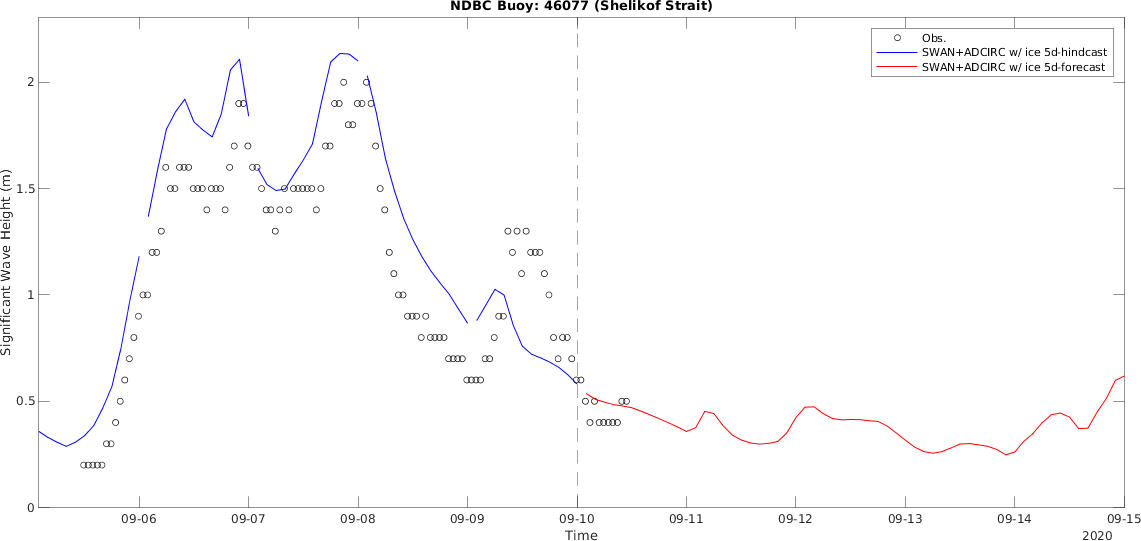 NDBC Buoy: 46077 (Shelikof Strait)
Obs.
SWAN+ADCIRC w/ ice 5d-hindcast
SWAN+ADCIRC w/ ice 5d-forecast
Significant Wave Height (m)
2
1.5
1
0.5
0
09-06 09-07 09-08 09-09 09-10 09-11 09-12 09-13 09-14 09-15
Time
2020